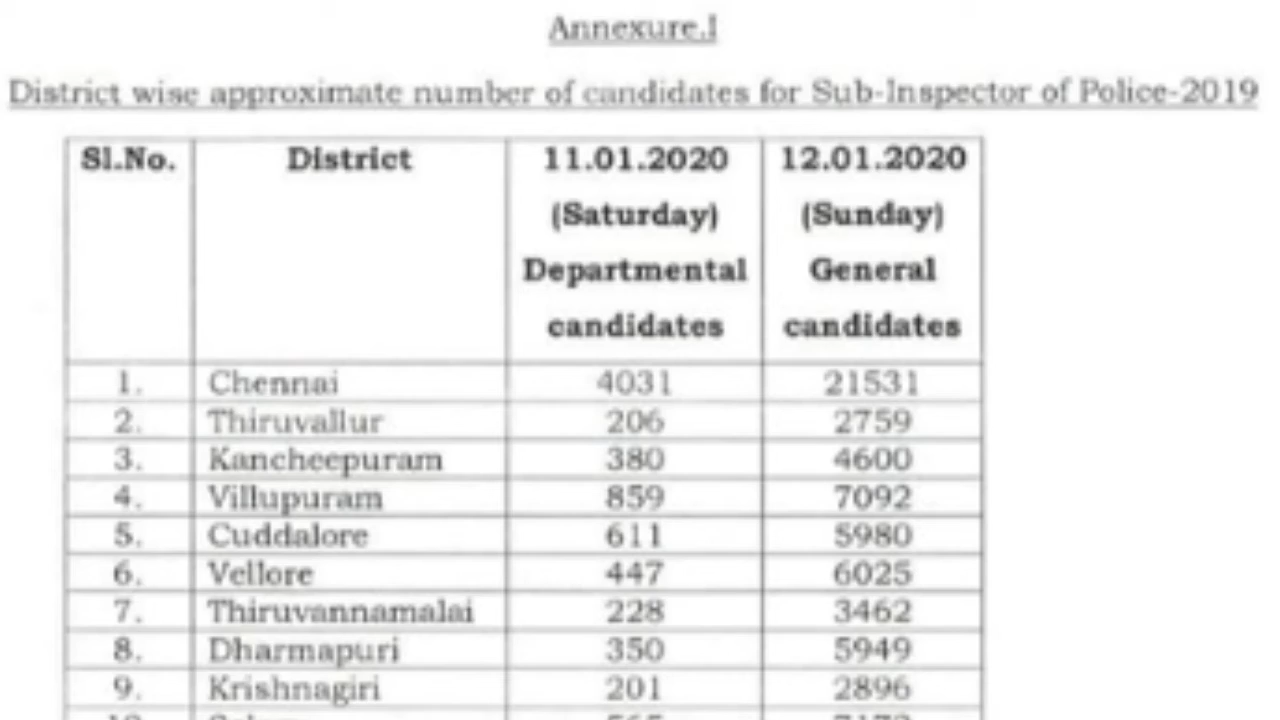 Annexure.I
District wise approximate number of candidates for Sub-Inspector of Police-2019
Sl.No. District 11.01.2020 (Saturday) Departmental candidates 12.01.2020 (Sunday) General candidates
1. Chennai 4031 21531
2. Thiruvallur 206 2759
3. Kancheepuram 380 4600
4. Villupuram 859 7092
5. Cuddalore 611 5980
6. Vellore 447 6025
7. Thiruvannamalai 228 3462
8. Dharmapuri 350 5949
9. Krishnagiri 201 2896